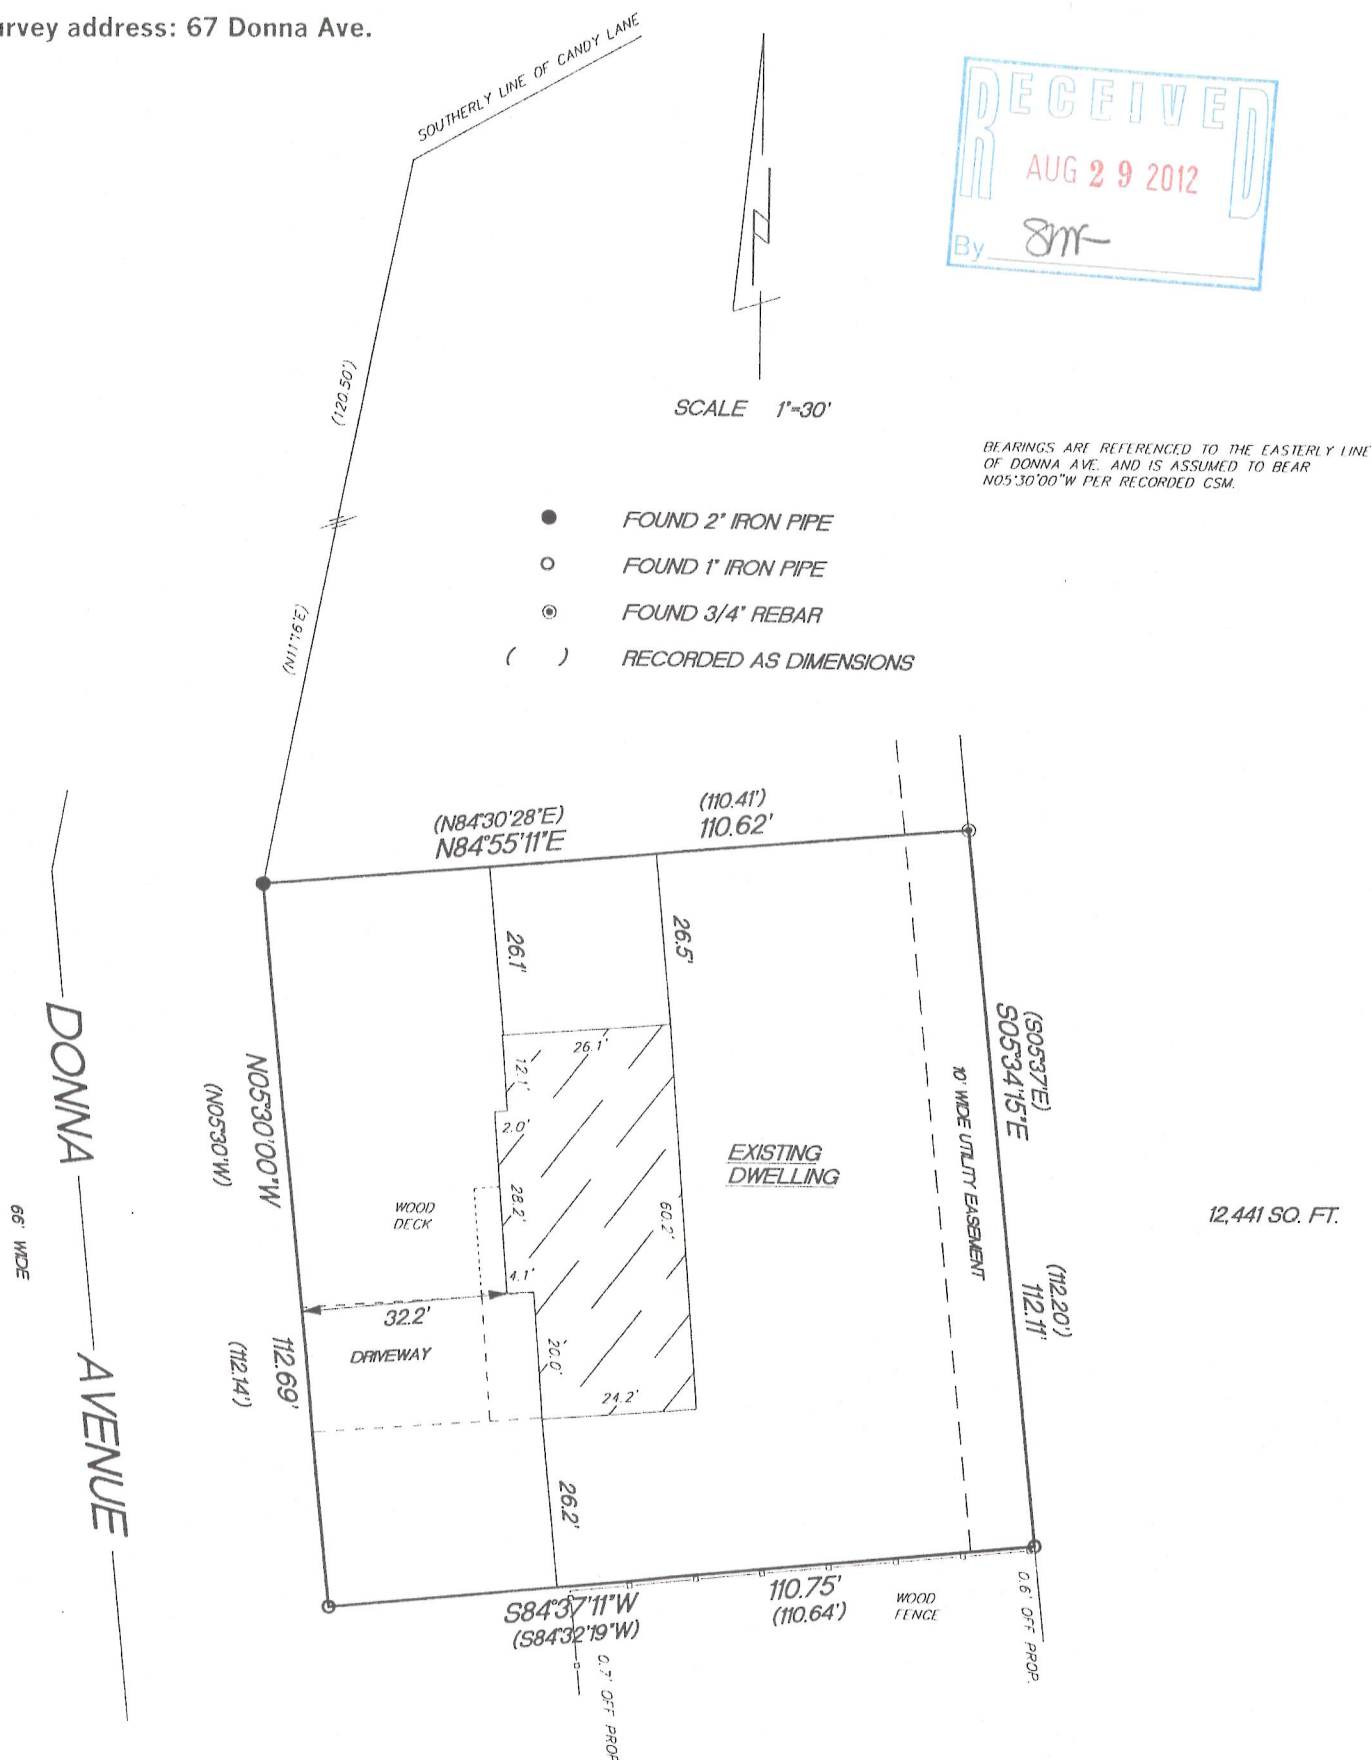 urvey address: 67 Donna Ave.
SOUTHERLY LINE OF CANDY LANE
RECEIVED
AUG 29 2012
By
(120.50')
SCALE 1"=30'
BEARINGS ARE REFERENCED TO THE EASTERLY LINE
OF DONNA AVE. AND IS ASSUMED TO BEAR
N05°30'00"W PER RECORDED CSM.
FOUND 2" IRON PIPE
FOUND 1" IRON PIPE
FOUND 3/4" REBAR
( ) RECORDED AS DIMENSIONS
(N84°30'28"E)
N84°55'11"E
(110.41')
110.62'
26.1'
26.5'
26.1'
12.1'
2.0'
28.2'
4.1'
60.2'
20.0'
24.2'
26.2'
EXISTING
DWELLING
WOOD
DECK
32.2'
DRIVEWAY
10' WIDE UTILITY EASEMENT
(S05°37'E)
S05°34'15"E
(112.20')
112.11'
12,441 SO. FT.
N05°30'00"W
(N05°30'W)
112.69'
(112.14')
DONNA AVENUE
66' WIDE
S84°37'11"W
(S84°32'19"W)
110.75'
(110.64')
WOOD
FENCE
0.7' OFF PROP
0.6' OFF PROP.